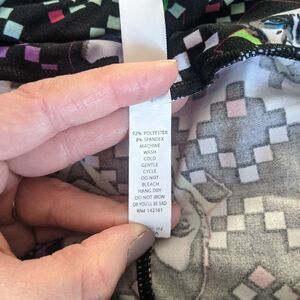 92% POLYESTER
8% SPANDEX
MACHINE
WASH
COLD
GENTLE
CYCLE
DO NOT
BLEACH
HANG DRY
DO NOT IRON
OR YOU'LL BE SAD
RN# 142161